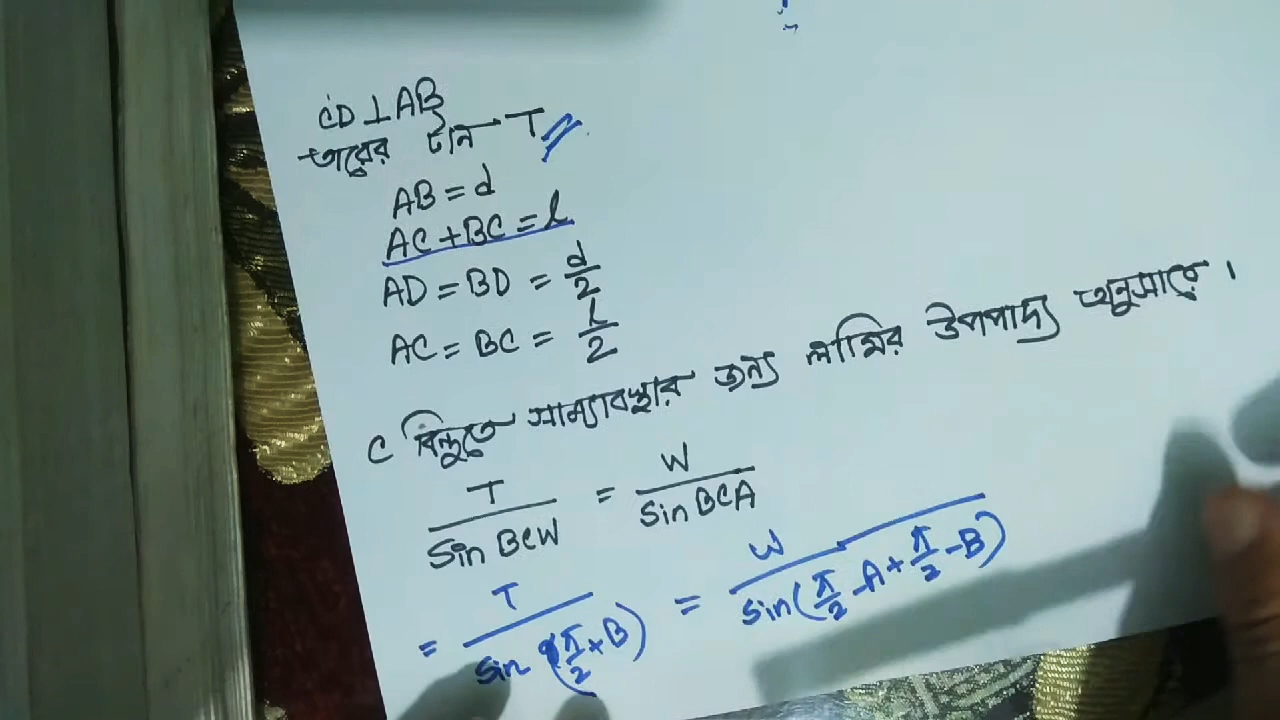 CD ⊥ AB
তারের টান T
AB = d
AC + BC = l
AD = BD = d/2
AC = BC = l/2
C বিন্দুতে সাম্যাবস্থার জন্য লামির উপপাদ্য অনুসারে।
T/sin BCW = W/sin BCA
= T/sin (π/2 + B) = W/sin(π/2 - A + π/2 - B)